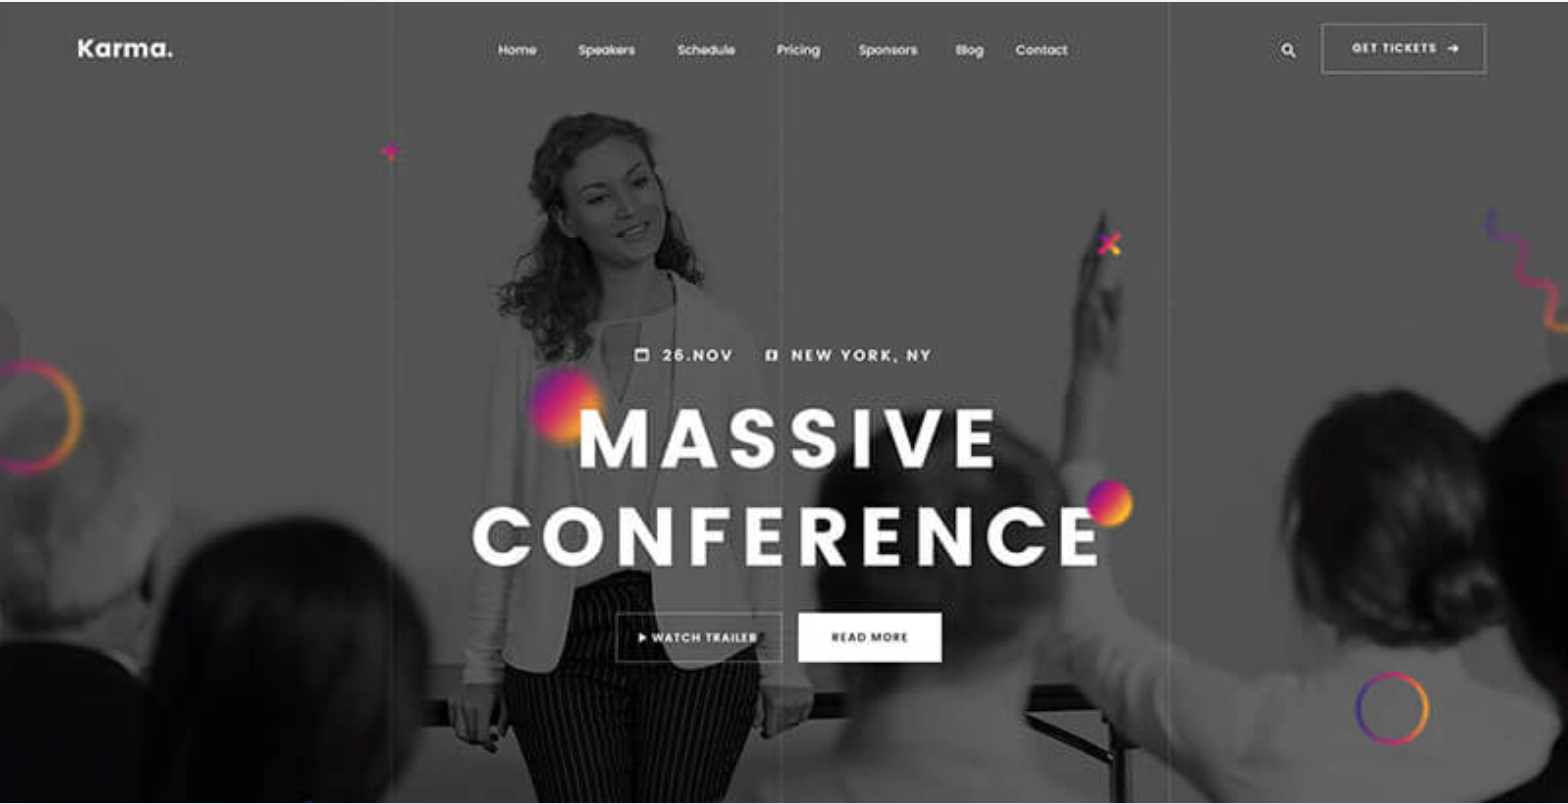 Karma.
Home Speakers Schedule Pricing Sponsors Blog Contact
GET TICKETS
26.NOV NEW YORK, NY
MASSIVE
CONFERENCE
WATCH TRAILER
READ MORE